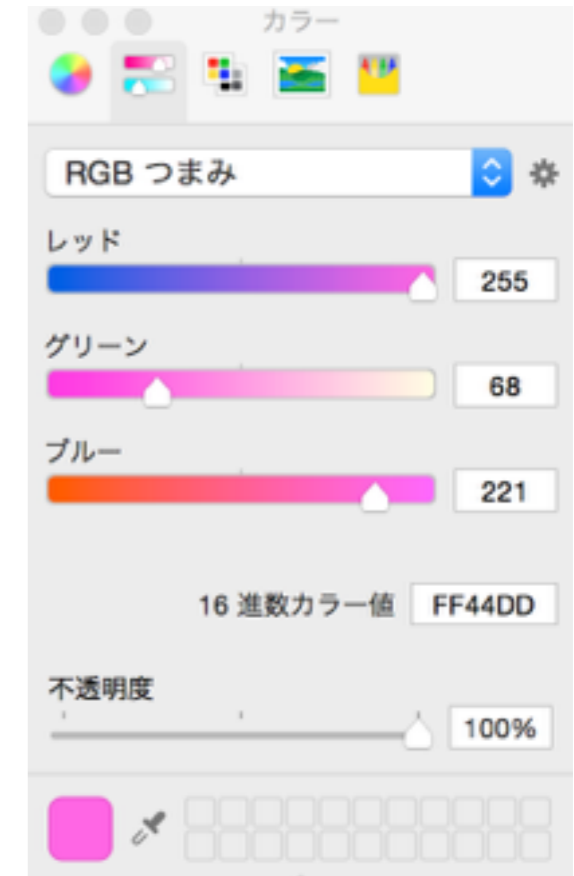 カラー
RGB つまみ
レッド
255
グリーン
68
ブルー
221
16 進数カラー値 FF44DD
不透明度
100%